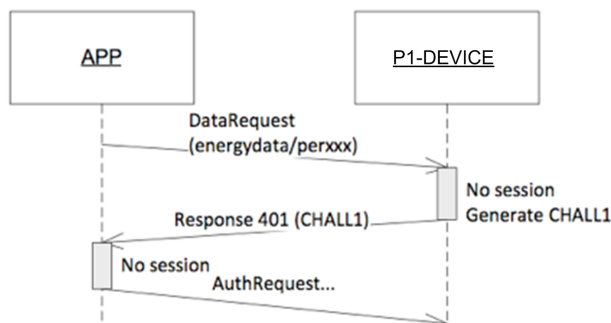 APP
P1-DEVICE
DataRequest
(energydata/perxxx)
No session
Generate CHALL1
Response 401 (CHALL1)
No session
AuthRequest...